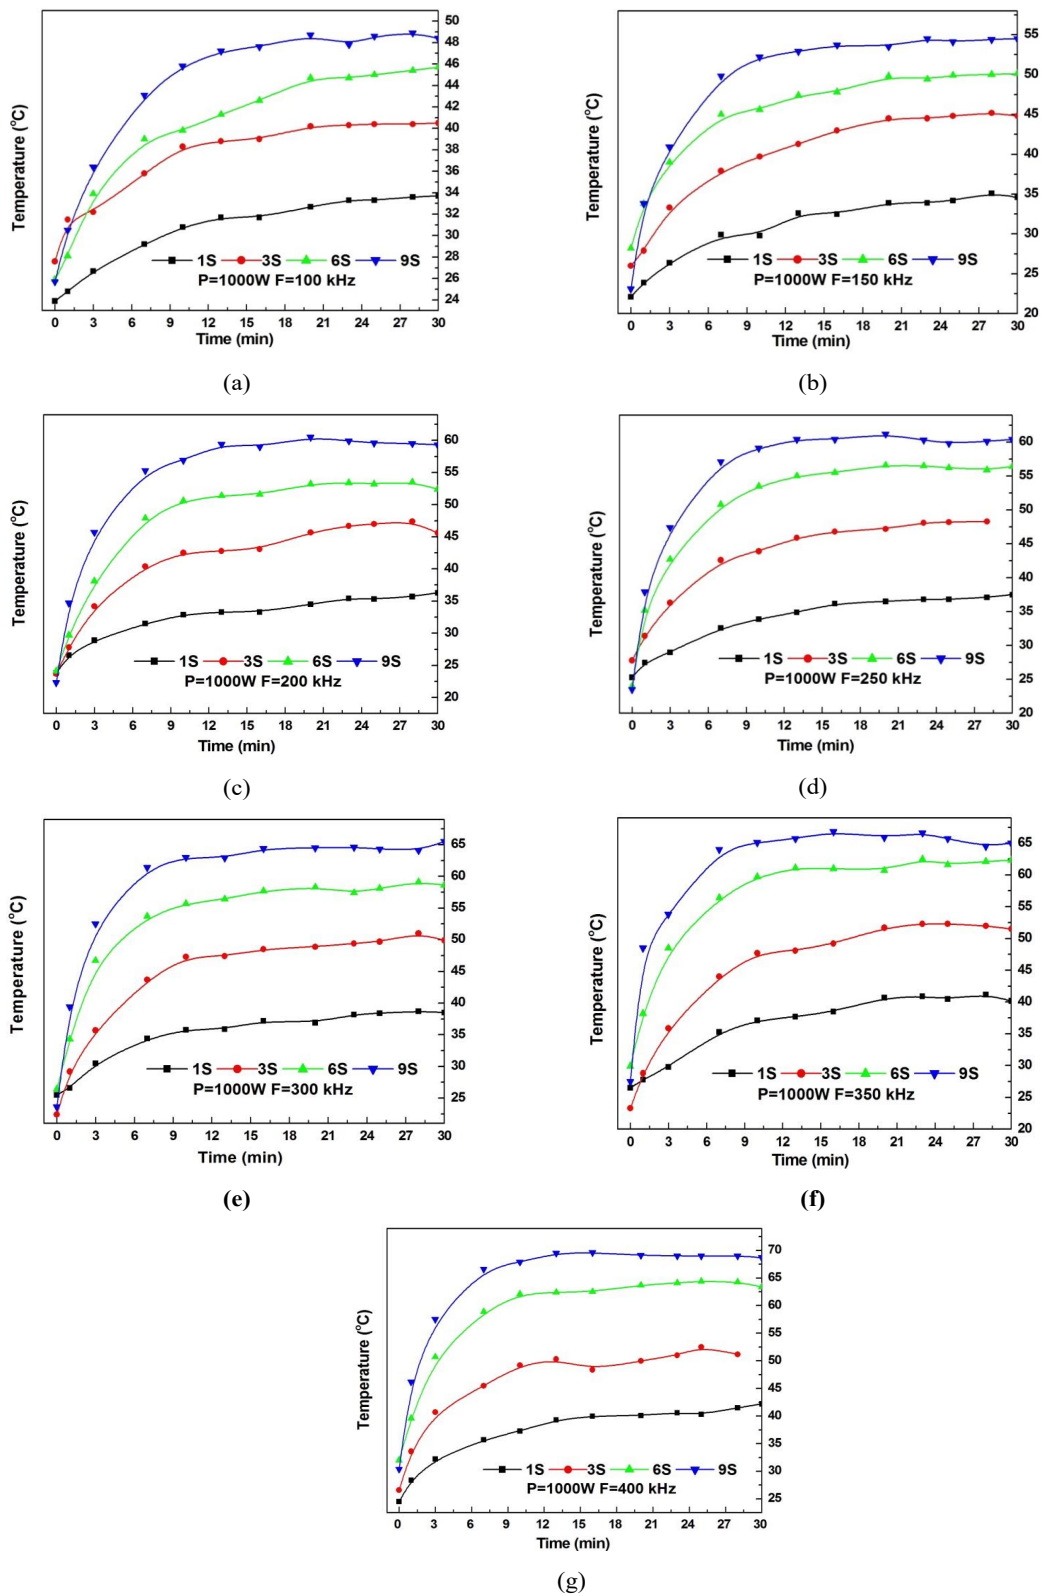 50
48
46
44
42
40
38
36
34
32
30
28
26
24
Temperature (°C)
1S 3S 6S 9S
P=1000W F=100 kHz
0 3 6 9 12 15 18 21 24 27 30
Time (min)
(a)
55
50
45
40
35
30
25
20
Temperature (°C)
1S 3S 6S 9S
P=1000W F=150 kHz
0 3 6 9 12 15 18 21 24 27 30
Time (min)
(b)
60
55
50
45
40
35
30
25
20
Temperature (°C)
1S 3S 6S 9S
P=1000W F=200 kHz
0 3 6 9 12 15 18 21 24 27 30
Time (min)
(c)
60
55
50
45
40
35
30
25
20
Temperature (°C)
1S 3S 6S 9S
P=1000W F=250 kHz
0 3 6 9 12 15 18 21 24 27 30
Time (min)
(d)
65
60
55
50
45
40
35
30
25
Temperature (°C)
1S 3S 6S 9S
P=1000W F=300 kHz
0 3 6 9 12 15 18 21 24 27 30
Time (min)
(e)
65
60
55
50
45
40
35
30
25
20
Temperature (°C)
1S 3S 6S 9S
P=1000W F=350 kHz
0 3 6 9 12 15 18 21 24 27 30
Time (min)
(f)
70
65
60
55
50
45
40
35
30
25
Temperature (°C)
1S 3S 6S 9S
P=1000W F=400 kHz
0 3 6 9 12 15 18 21 24 27 30
Time (min)
(g)